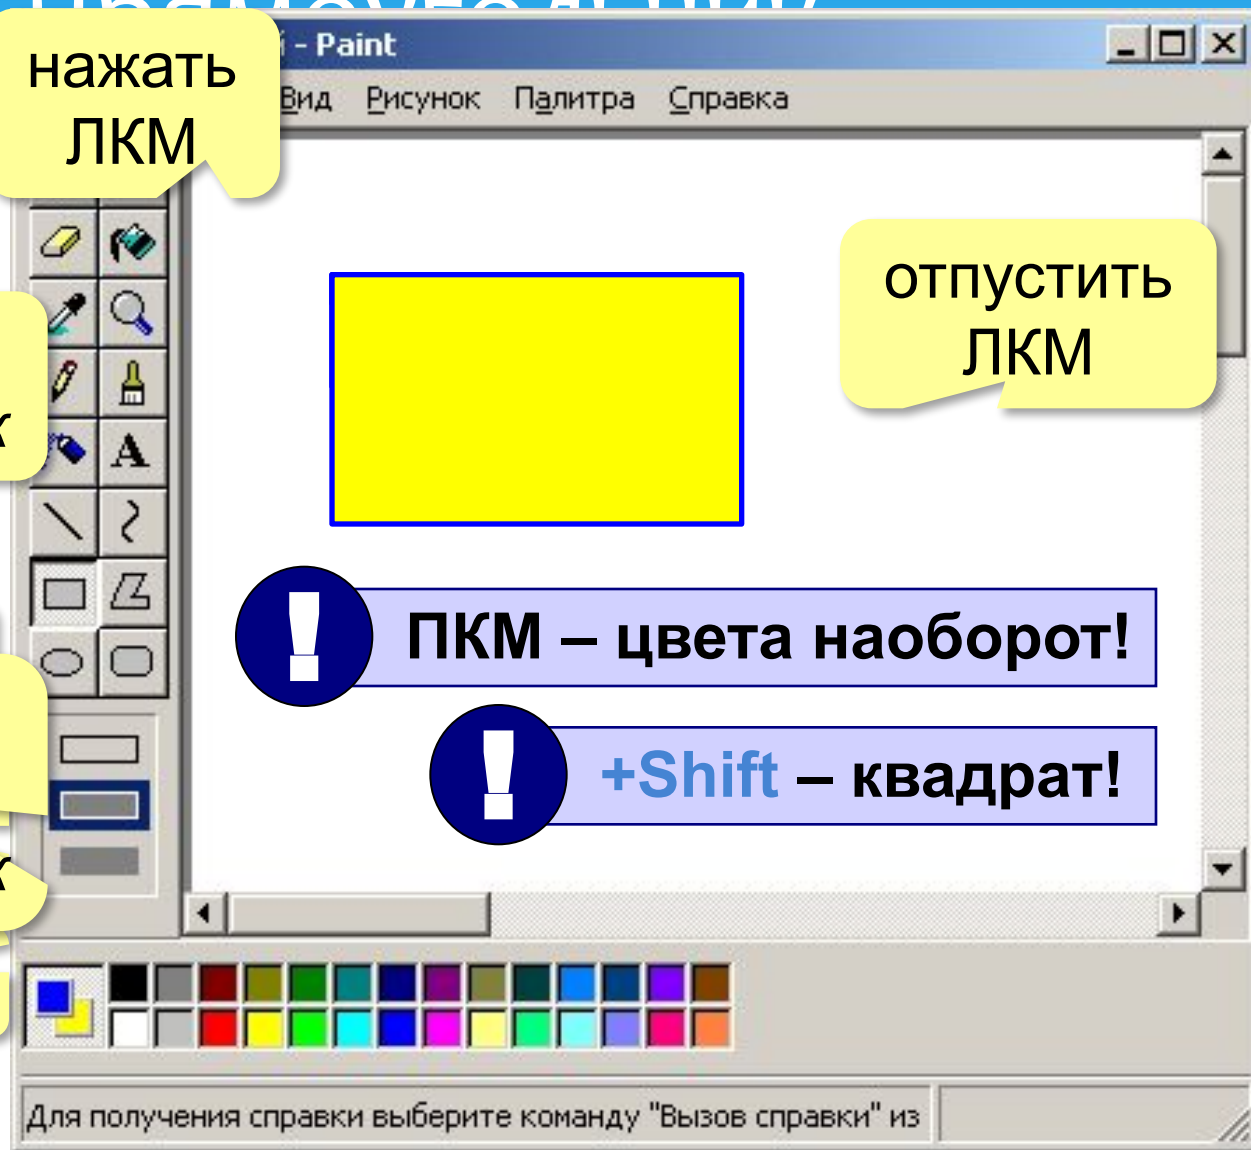 Прямоугольник
нажать
ЛКМ
- Paint
Вид Рисунок Палитра Справка
отпустить
ЛКМ
к
A
! ПКМ – цвета наоборот!
! +Shift – квадрат!
к
Для получения справки выберите команду "Вызов справки" из